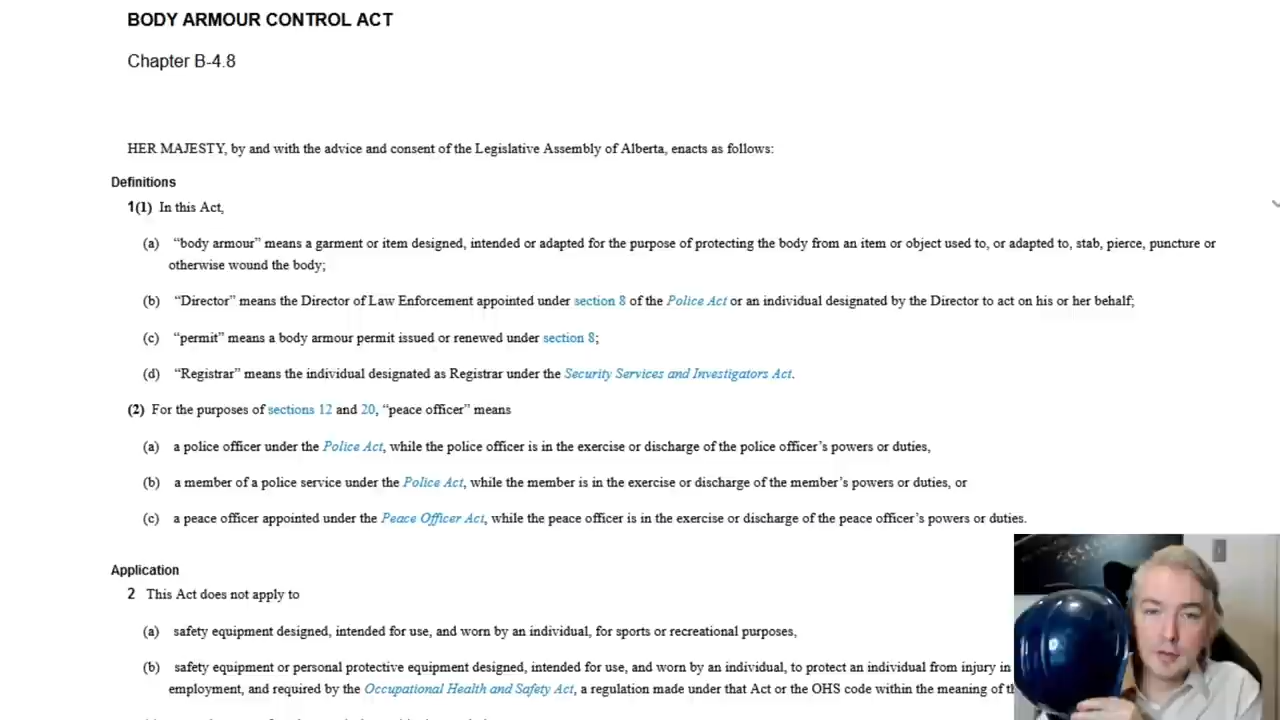 BODY ARMOUR CONTROL ACT
Chapter B-4.8
HER MAJESTY, by and with the advice and consent of the Legislative Assembly of Alberta, enacts as follows:
Definitions
1(1) In this Act,
(a) “body armour” means a garment or item designed, intended or adapted for the purpose of protecting the body from an item or object used to, or adapted to, stab, pierce, puncture or
otherwise wound the body;
(b) “Director” means the Director of Law Enforcement appointed under section 8 of the Police Act or an individual designated by the Director to act on his or her behalf;
(c) “permit” means a body armour permit issued or renewed under section 8;
(d) “Registrar” means the individual designated as Registrar under the Security Services and Investigators Act.
(2) For the purposes of sections 12 and 20, “peace officer” means
(a) a police officer under the Police Act, while the police officer is in the exercise or discharge of the police officer’s powers or duties,
(b) a member of a police service under the Police Act, while the member is in the exercise or discharge of the member’s powers or duties, or
(c) a peace officer appointed under the Peace Officer Act, while the peace officer is in the exercise or discharge of the peace officer’s powers or duties.
Application
2 This Act does not apply to
(a) safety equipment designed, intended for use, and worn by an individual, for sports or recreational purposes,
(b) safety equipment or personal protective equipment designed, intended for use, and worn by an individual, to protect an individual from injury in
employment, and required by the Occupational Health and Safety Act, a regulation made under that Act or the OHS code within the meaning of